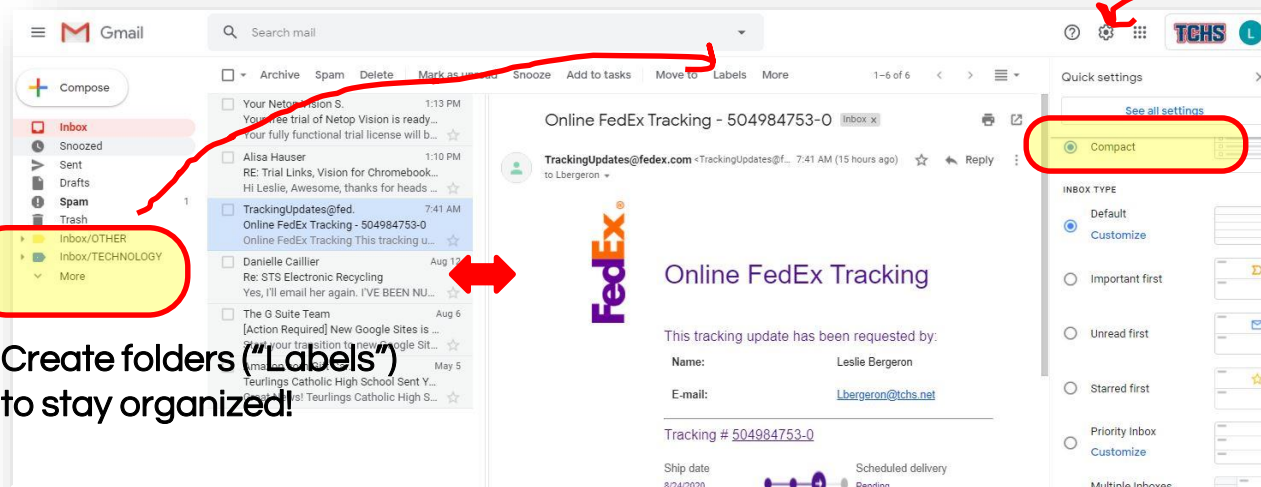 Gmail
Search mail
TCHS
L
Compose
Archive Spam Delete Mark as unread Snooze Add to tasks Move to Labels More
1–6 of 6
Quick settings
See all settings
Inbox
Snoozed
Sent
Drafts
Spam 1
Trash
Inbox/OTHER
Inbox/TECHNOLOGY
More
Create folders ("Labels")
to stay organized!
Your Netop Vision S. 1:13 PM
Your free trial of Netop Vision is ready...
Your fully functional trial license will b...
Alisa Hauser 1:10 PM
RE: Trial Links, Vision for Chromebook...
Hi Leslie, Awesome, thanks for heads ...
TrackingUpdates@fed. 7:41 AM
Online FedEx Tracking - 504984753-0
Online FedEx Tracking This tracking u...
Danielle Caillier Aug 12
Re: STS Electronic Recycling
Yes, I'll email her again. I'VE BEEN NU...
The G Suite Team Aug 6
[Action Required] New Google Sites is ...
Start your transition to new Google Sit...
May 5
Teurlings Catholic High School Sent Y...
Great News! Teurlings Catholic High S...
Online FedEx Tracking - 504984753-0 Inbox x
TrackingUpdates@fedex.com <TrackingUpdates@f... 7:41 AM (15 hours ago) Reply
to Lbergeron
FedEx
Online FedEx Tracking
This tracking update has been requested by:
Name: Leslie Bergeron
E-mail: Lbergeron@tchs.net
Tracking # 504984753-0
Ship date Scheduled delivery
8/24/2020 Pending
Compact
INBOX TYPE
Default
Customize
Important first
Unread first
Starred first
Priority Inbox
Customize
Multiple Inboxes